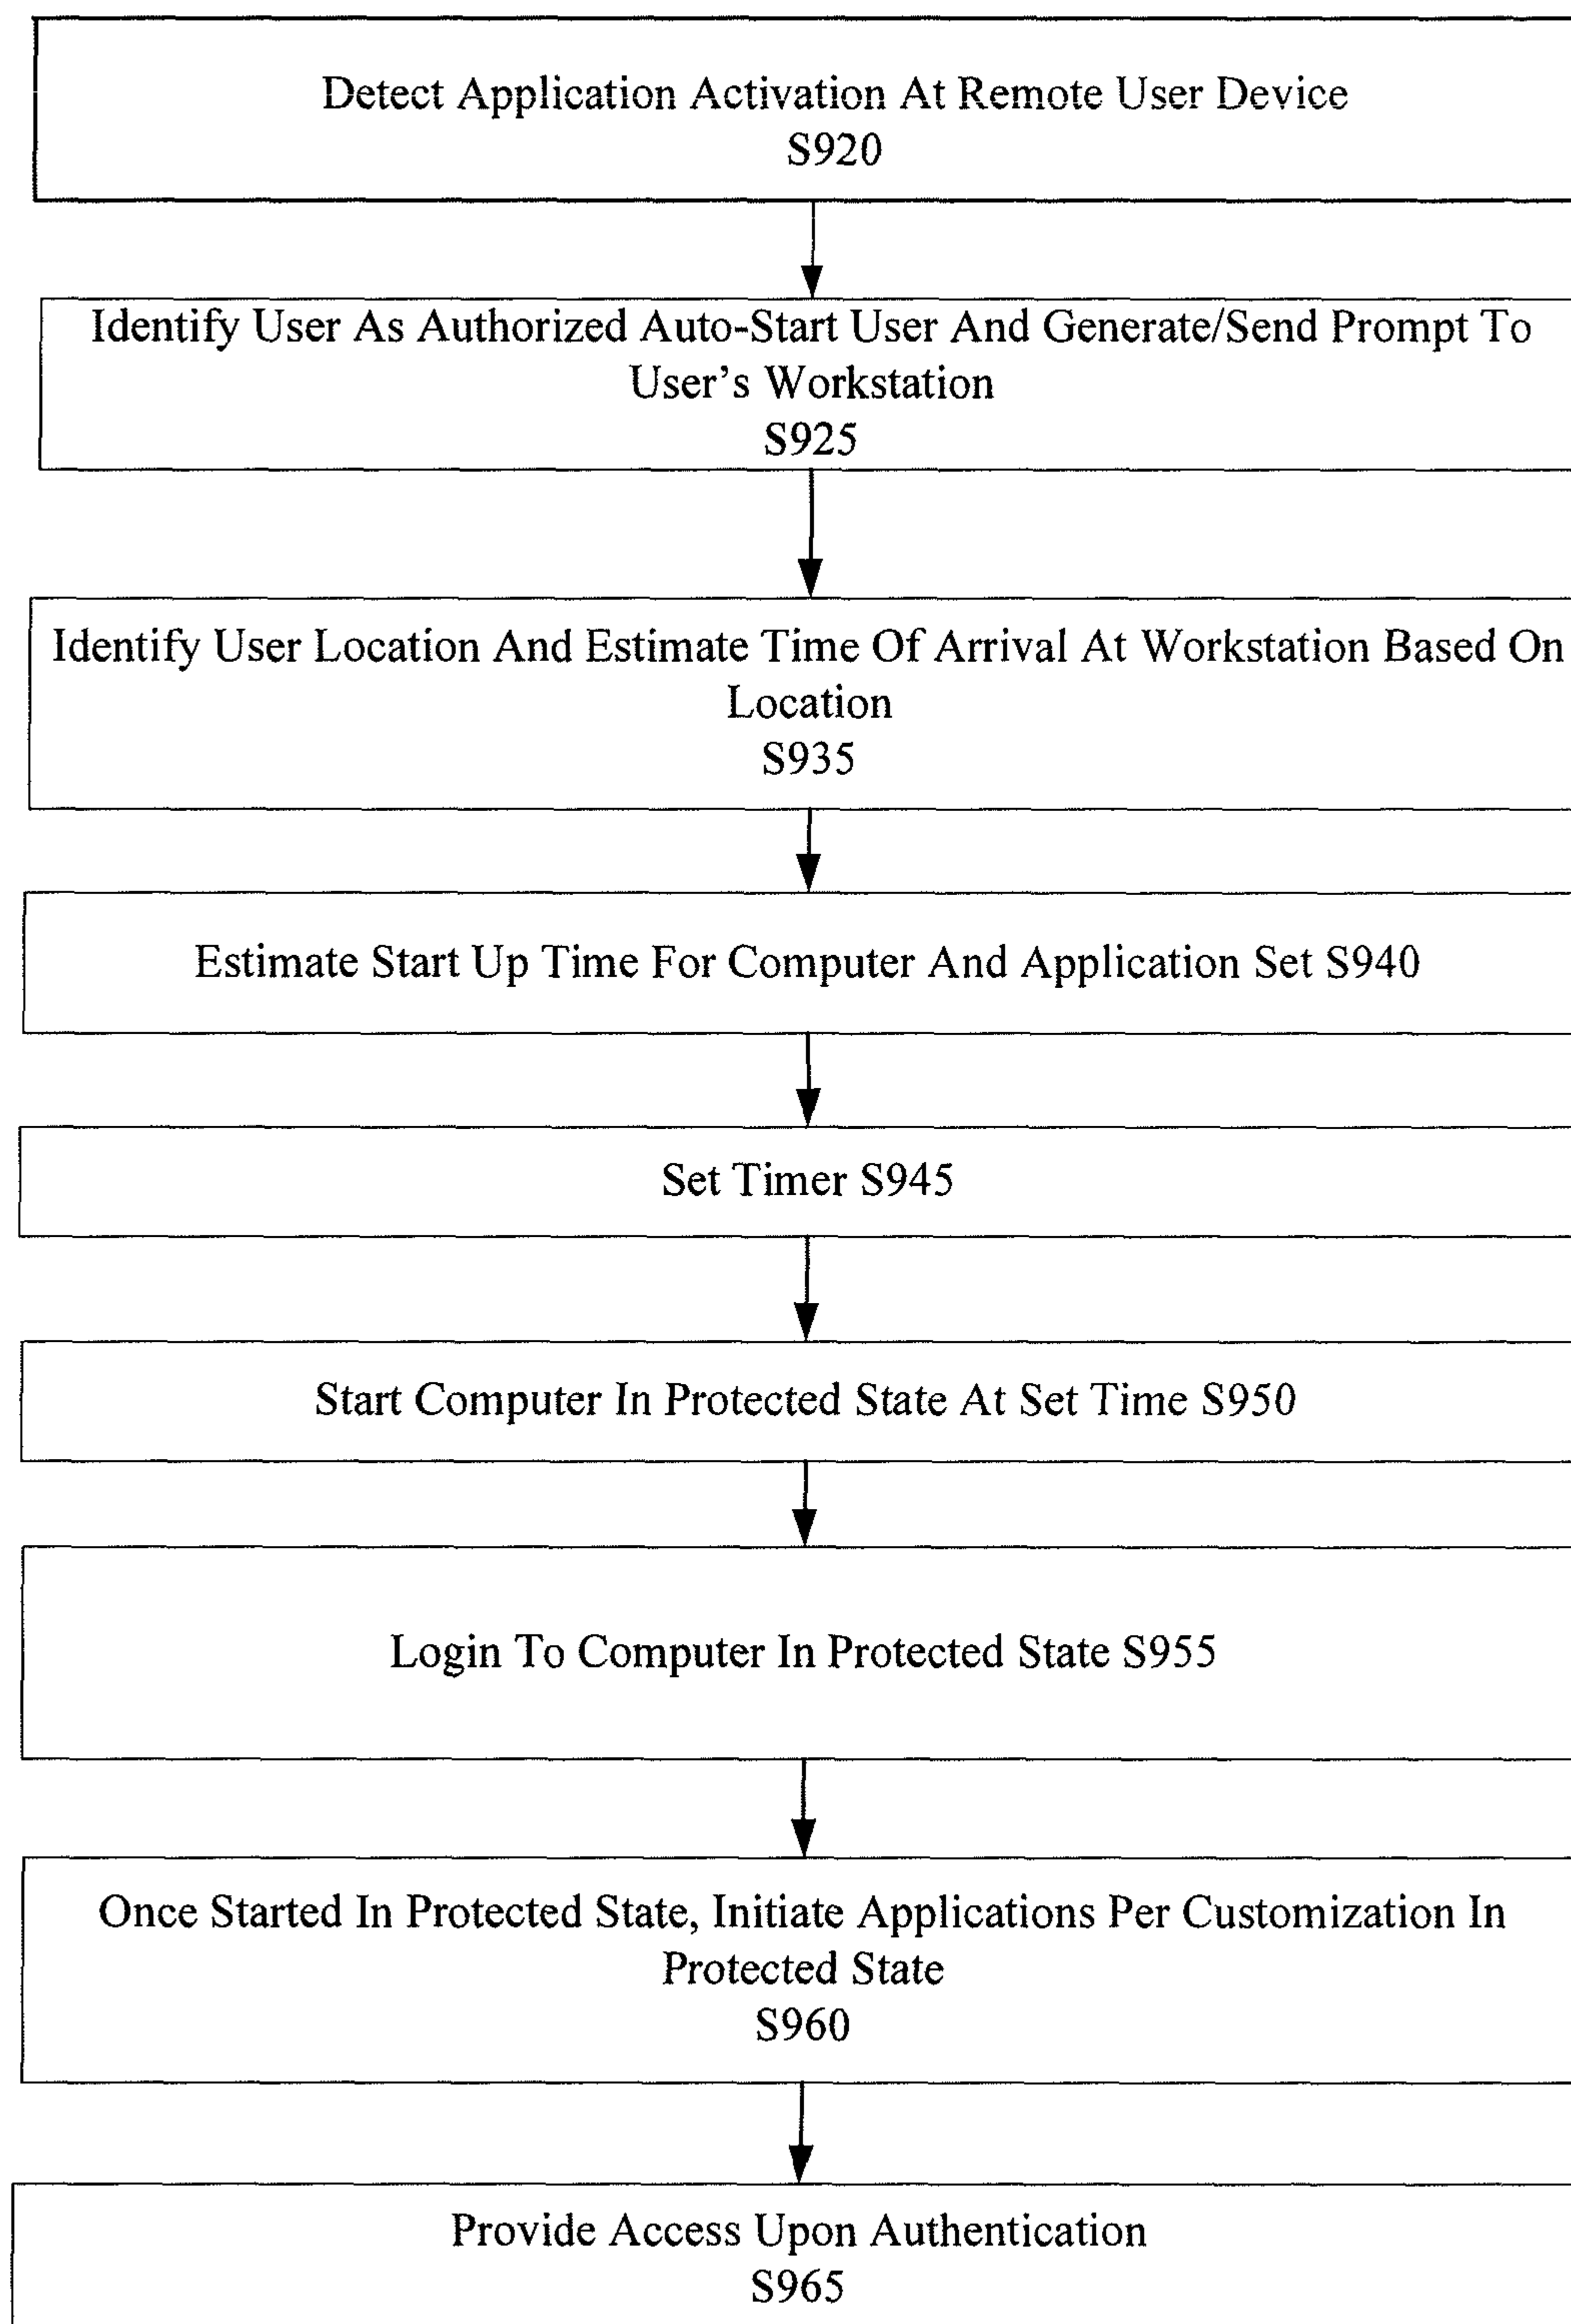 Detect Application Activation At Remote User Device
S920
Identify User As Authorized Auto-Start User And Generate/Send Prompt To
User's Workstation
S925
Identify User Location And Estimate Time Of Arrival At Workstation Based On
Location
S935
Estimate Start Up Time For Computer And Application Set S940
Set Timer S945
Start Computer In Protected State At Set Time S950
Login To Computer In Protected State S955
Once Started In Protected State, Initiate Applications Per Customization In
Protected State
S960
Provide Access Upon Authentication
S965